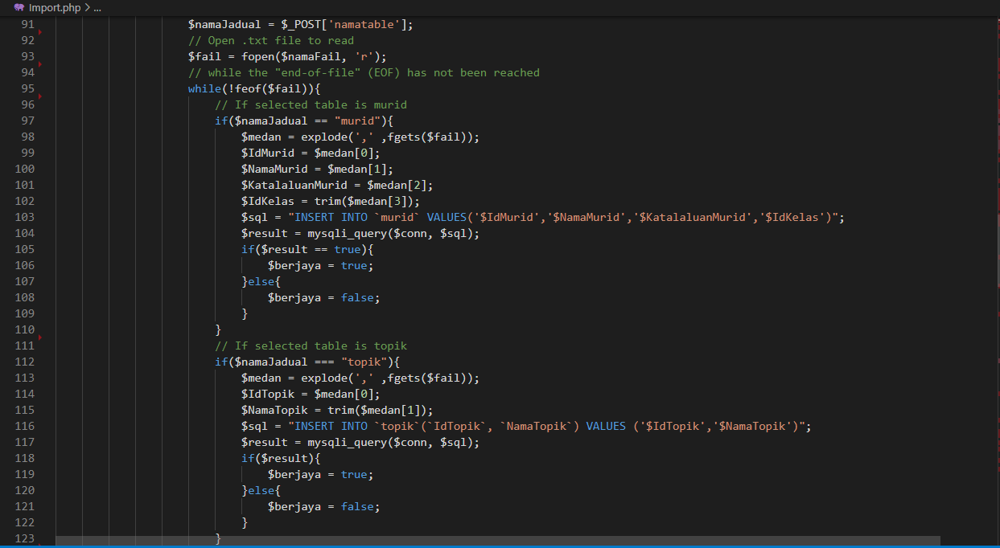 Import.php > ...
91 $namaJadual = $_POST['namatable'];
92 // Open .txt file to read
93 $fail = fopen($namaFail, 'r');
94 // while the "end-of-file" (EOF) has not been reached
95 while(!feof($fail)){
96 // If selected table is murid
97 if($namaJadual == "murid"){
98 $medan = explode(',' ,fgets($fail));
99 $IdMurid = $medan[0];
100 $NamaMurid = $medan[1];
101 $KatalaluanMurid = $medan[2];
102 $IdKelas = trim($medan[3]);
103 $sql = "INSERT INTO `murid` VALUES('$IdMurid','$NamaMurid','$KatalaluanMurid','$IdKelas')";
104 $result = mysqli_query($conn, $sql);
105 if($result == true){
106 $berjaya = true;
107 }else{
108 $berjaya = false;
109 }
110 }
111 // If selected table is topik
112 if($namaJadual === "topik"){
113 $medan = explode(',' ,fgets($fail));
114 $IdTopik = $medan[0];
115 $NamaTopik = trim($medan[1]);
116 $sql = "INSERT INTO `topik`(`IdTopik`, `NamaTopik`) VALUES ('$IdTopik','$NamaTopik')";
117 $result = mysqli_query($conn, $sql);
118 if($result){
119 $berjaya = true;
120 }else{
121 $berjaya = false;
122 }
123 }